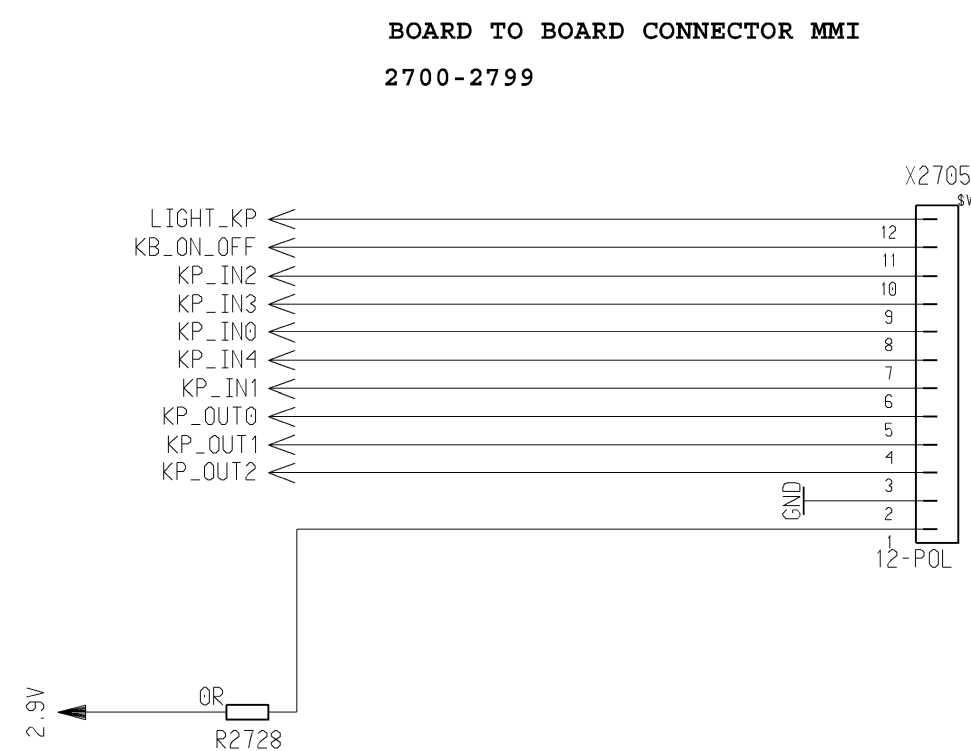 BOARD TO BOARD CONNECTOR MMI
2700-2799
X2705
LIGHT_KP
12
KB_ON_OFF
11
KP_IN2
10
KP_IN3
9
KP_IN0
8
KP_IN4
7
KP_IN1
6
KP_OUT0
5
KP_OUT1
4
KP_OUT2
3
GND
2
1
12-POL
2.9V
0R
R2728